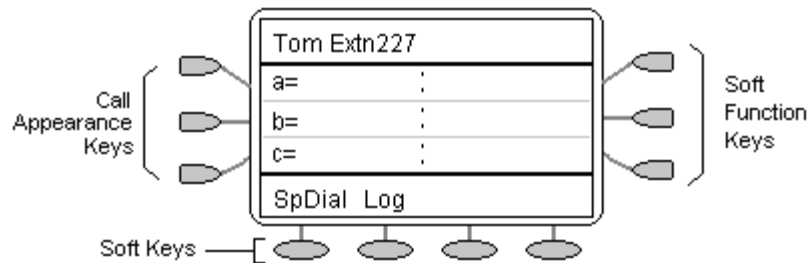 Tom Extn227
a=
b=
c=
SpDial Log
Call
Appearance
Keys
Soft
Function
Keys
Soft Keys